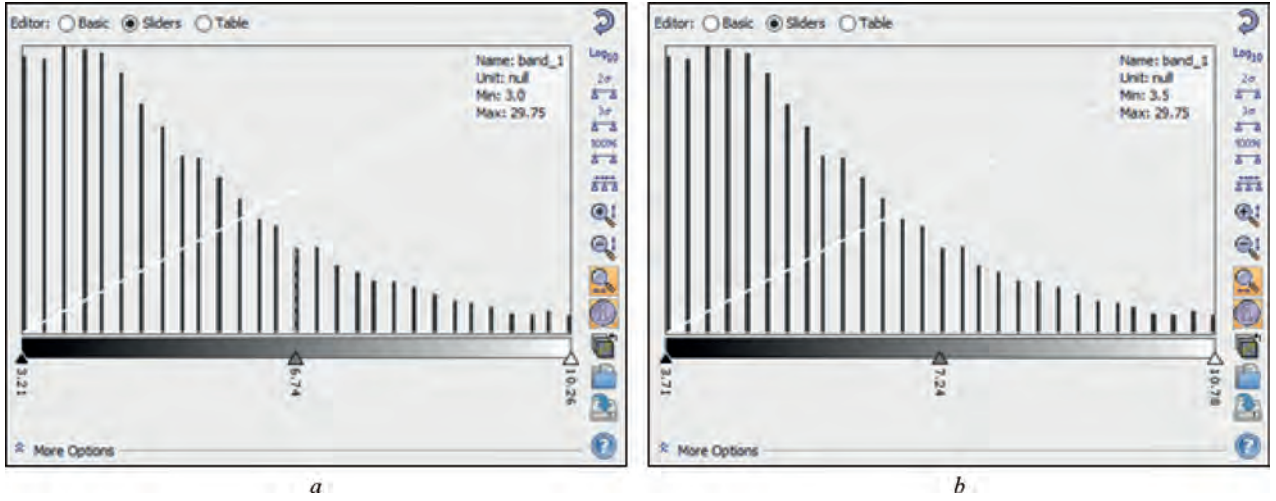 Editor: Basic Sliders Table
Name: band_1
Unit: null
Min: 3.0
Max: 29.75
Log10
2σ
3σ
100%
3.21
6.74
10.26
More Options
a
Editor: Basic Sliders Table
Name: band_1
Unit: null
Min: 3.5
Max: 29.75
Log10
2σ
3σ
100%
3.71
7.24
10.78
More Options
b